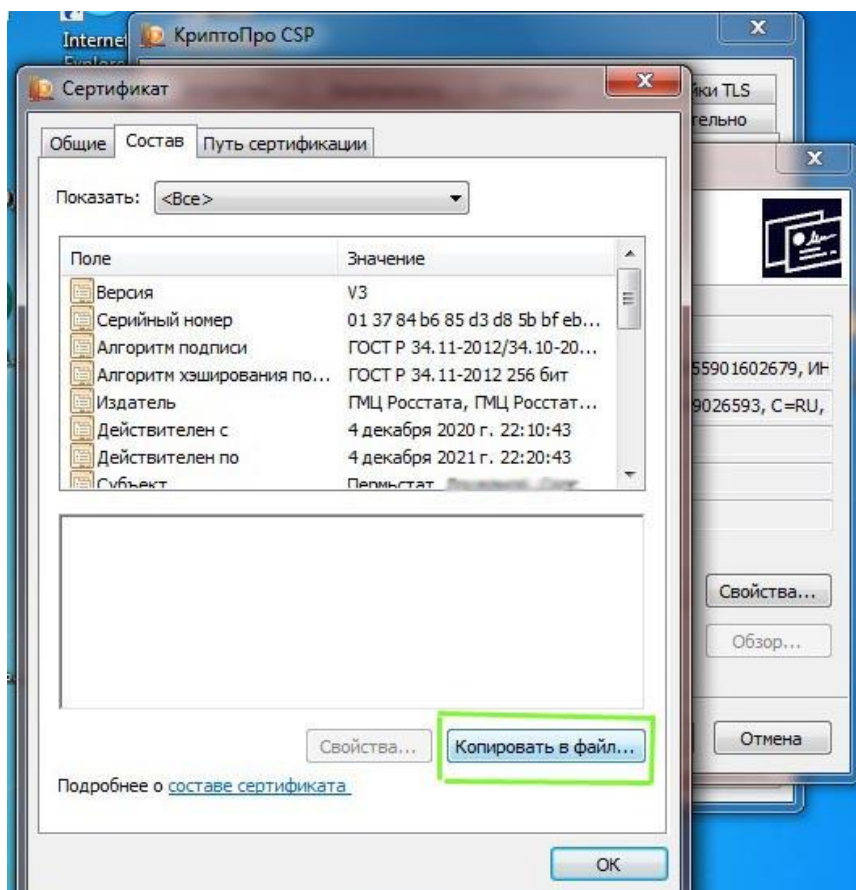 Internet
КриптоПро CSP
Explorer
Сертификат
йки TLS
тельно
Общие
Состав
Путь сертификации
Показать:
<Все>
Поле
Значение
Версия
V3
Серийный номер
01 37 84 b6 85 d3 d8 5b bf eb...
Алгоритм подписи
ГОСТ Р 34.11-2012/34.10-20...
Алгоритм хэширования по...
ГОСТ Р 34.11-2012 256 бит
Издатель
ГМЦ Росстата, ГМЦ Росстат...
Действителен с
4 декабря 2020 г. 22:10:43
Действителен по
4 декабря 2021 г. 22:20:43
Субъект
Пермьстат
55901602679, ИН
9026593, C=RU,
Свойства...
Обзор...
Свойства...
Копировать в файл...
Отмена
Подробнее о составе сертификата
ОК